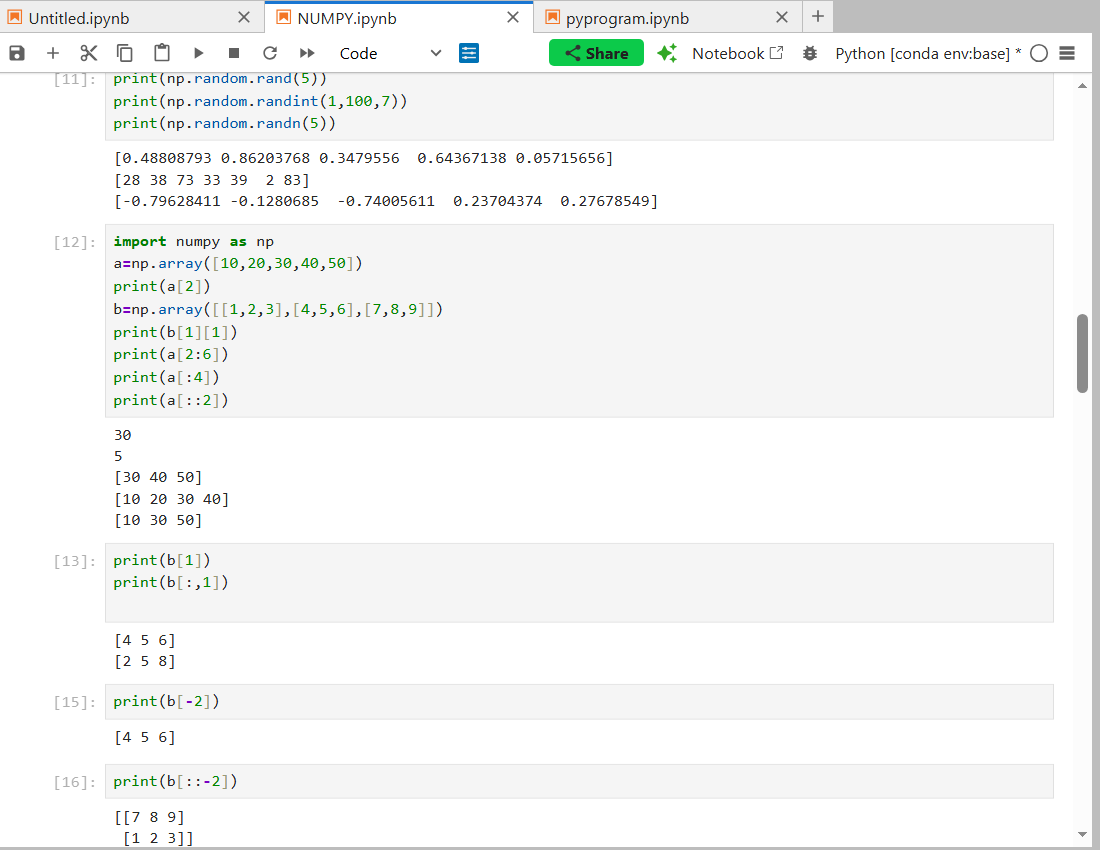 Untitled.ipynb NUMPY.ipynb pyprogram.ipynb
Code Share Notebook Python [conda env:base] *
[11]: print(np.random.rand(5))
print(np.random.randint(1,100,7))
print(np.random.randn(5))
[0.48808793 0.86203768 0.3479556  0.64367138 0.05715656]
[28 38 73 33 39  2 83]
[-0.79628411 -0.1280685  -0.74005611  0.23704374  0.27678549]
[12]: import numpy as np
a=np.array([10,20,30,40,50])
print(a[2])
b=np.array([[1,2,3],[4,5,6],[7,8,9]])
print(b[1][1])
print(a[2:6])
print(a[:4])
print(a[::2])
30
5
[30 40 50]
[10 20 30 40]
[10 30 50]
[13]: print(b[1])
print(b[:,1])
[4 5 6]
[2 5 8]
[15]: print(b[-2])
[4 5 6]
[16]: print(b[::-2])
[[7 8 9]
 [1 2 3]]